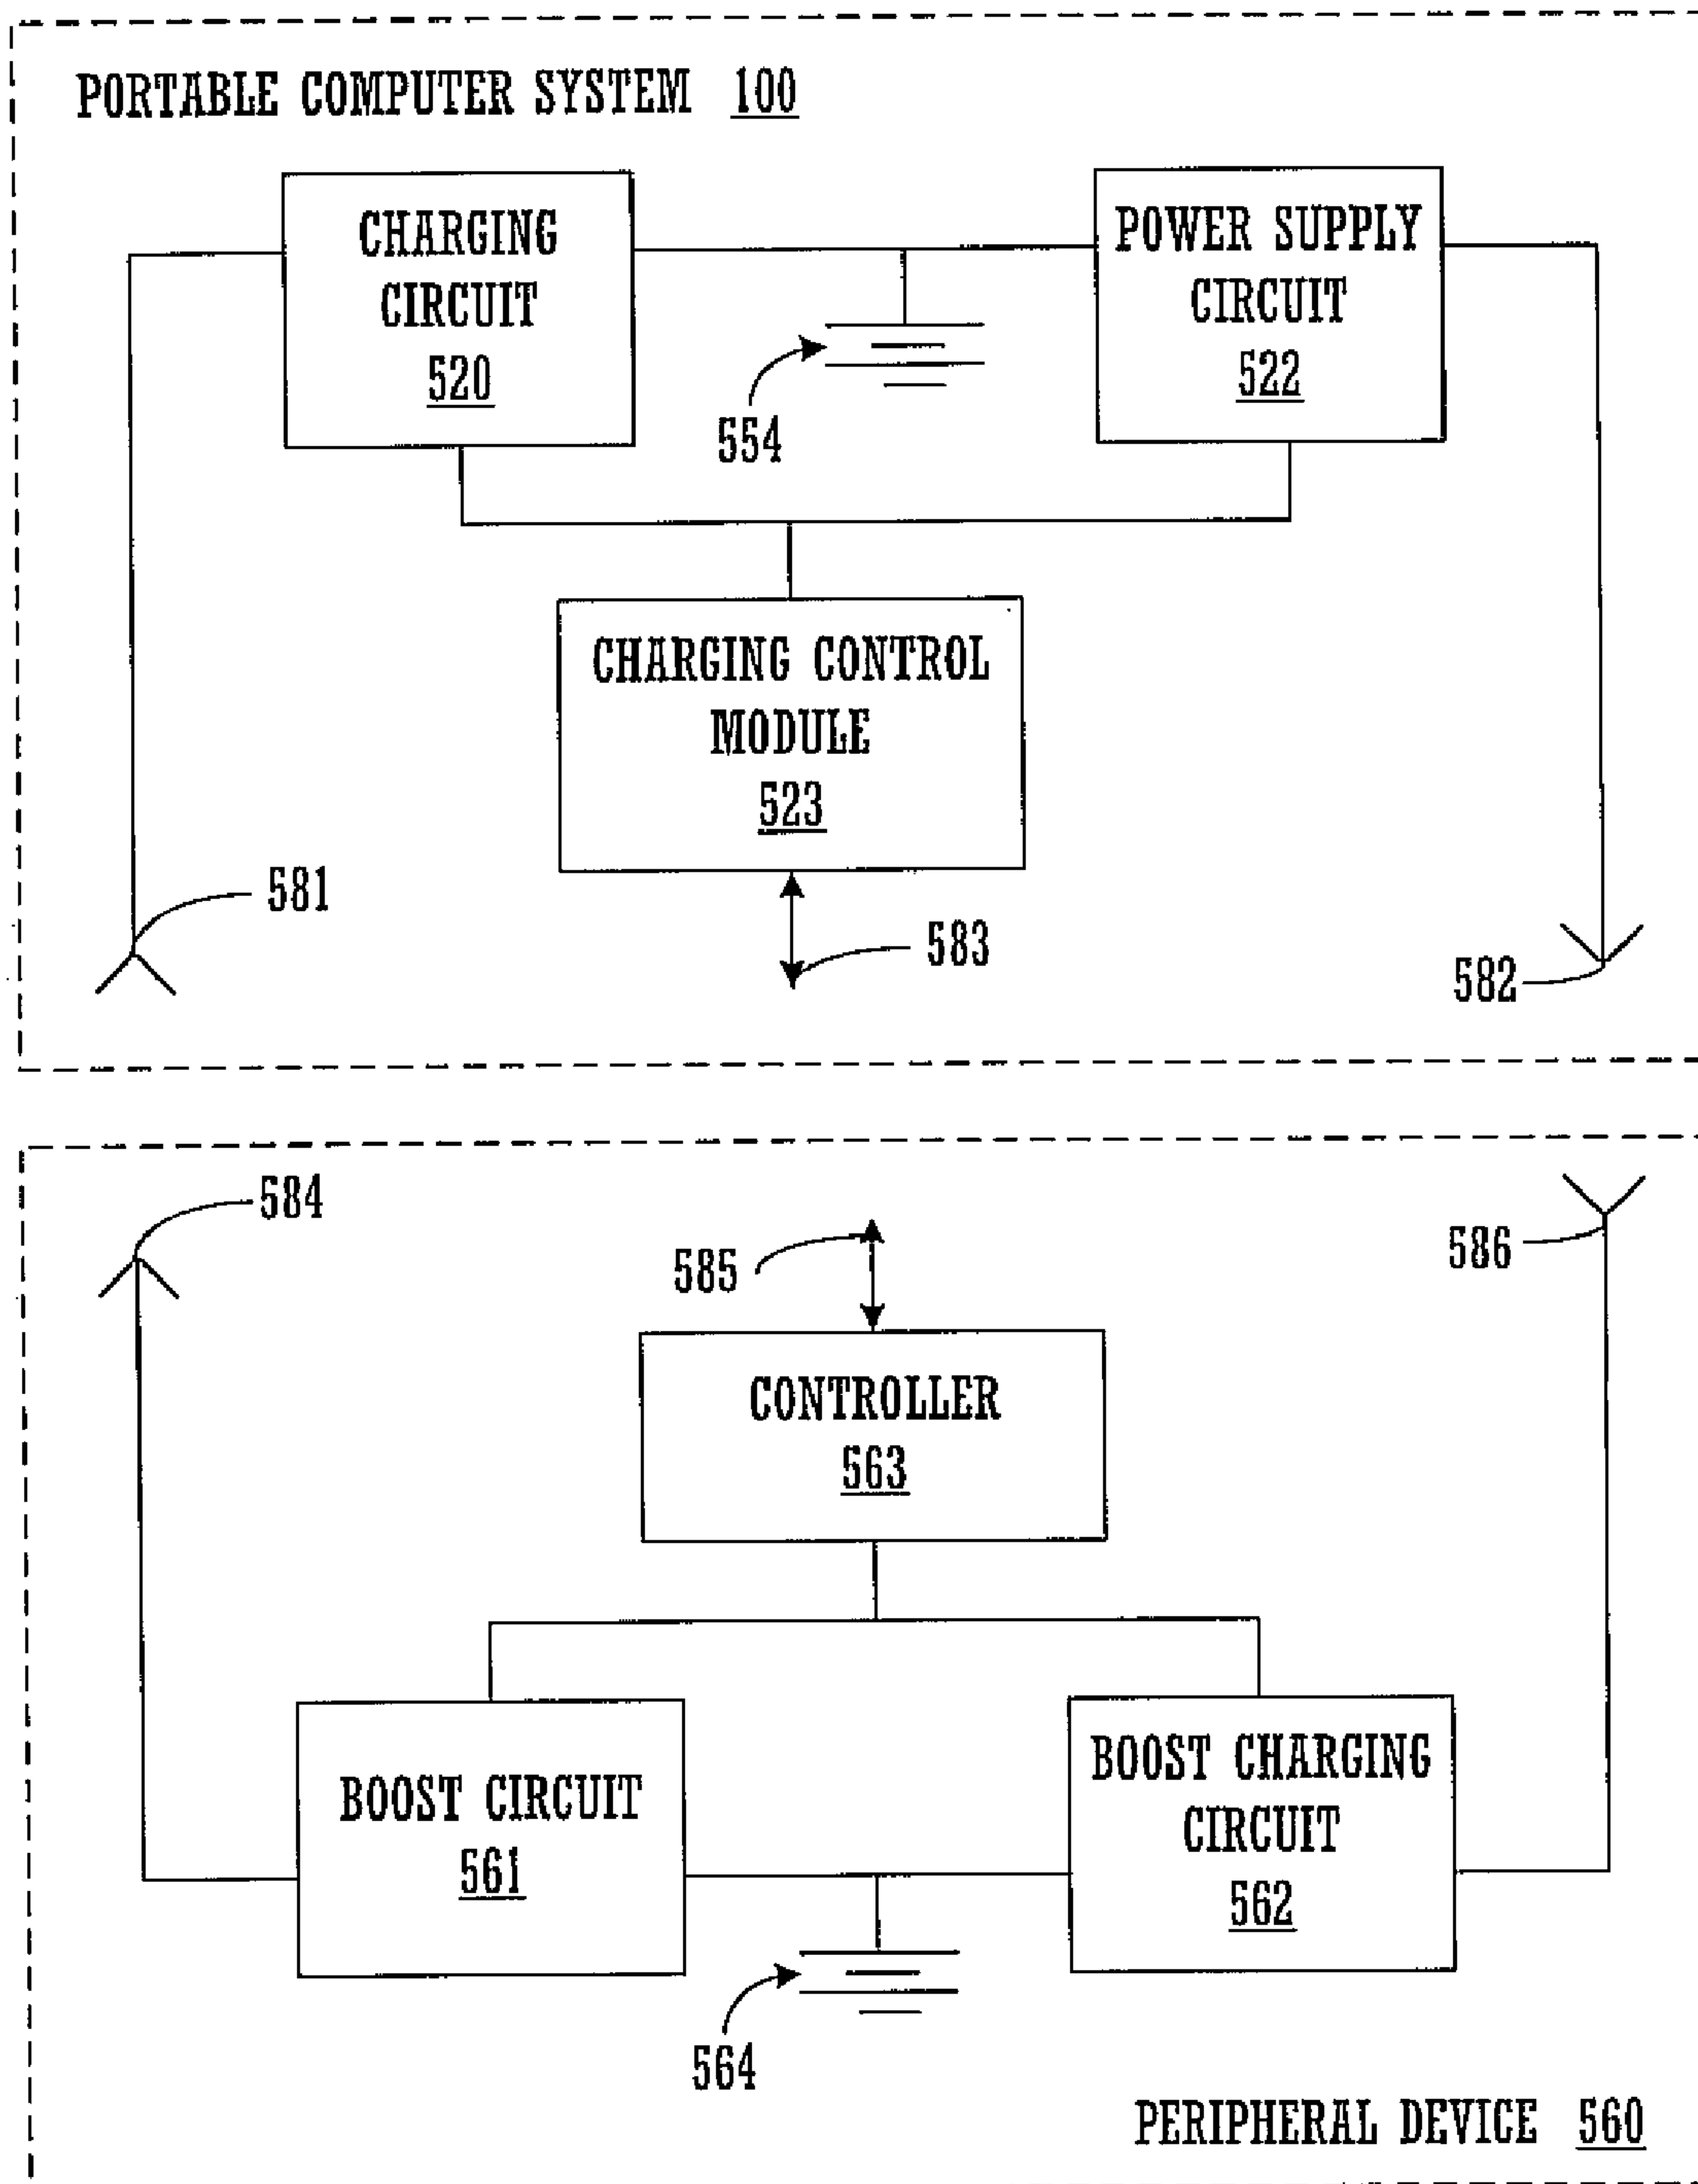 PORTABLE COMPUTER SYSTEM 100
CHARGING
CIRCUIT
520
POWER SUPPLY
CIRCUIT
522
554
CHARGING CONTROL
MODULE
523
581
583
582
584
585
586
CONTROLLER
563
BOOST CIRCUIT
561
BOOST CHARGING
CIRCUIT
562
564
PERIPHERAL DEVICE 560